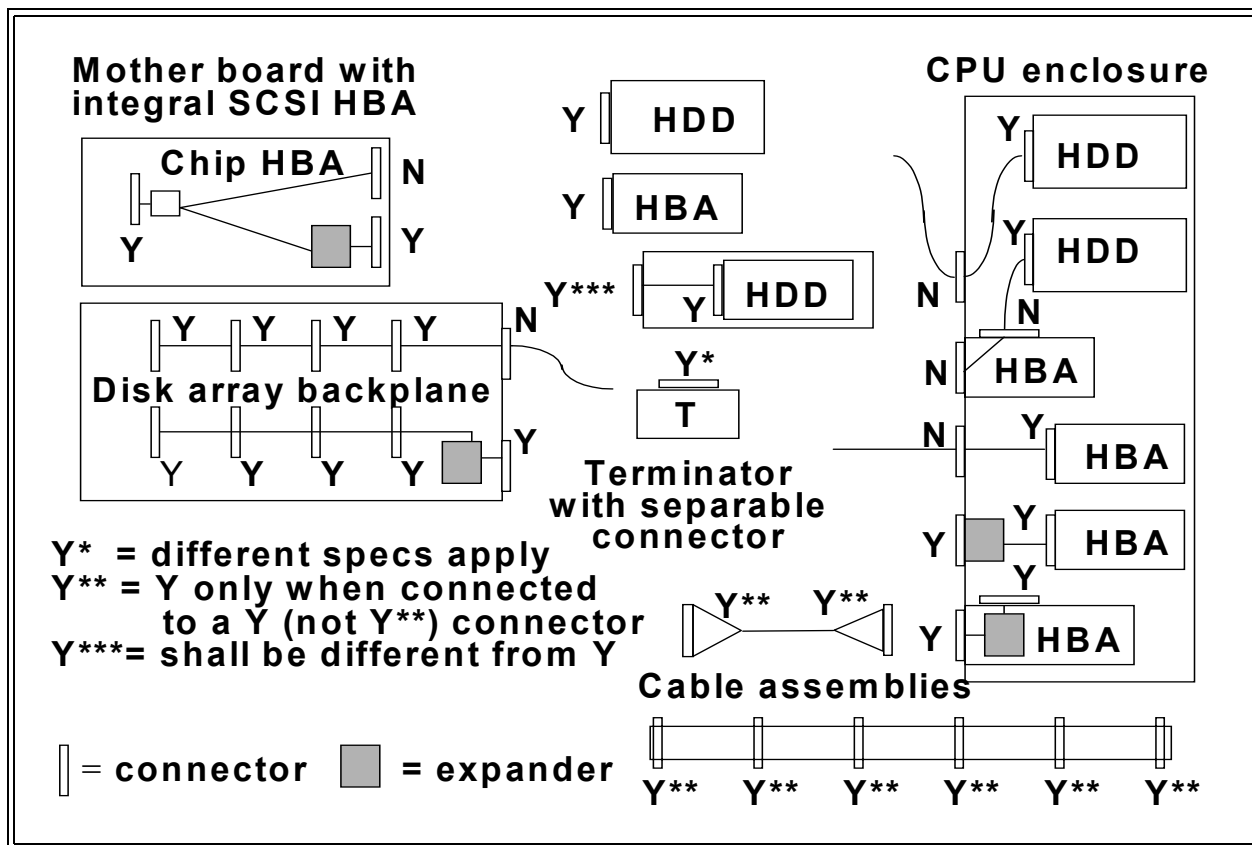 Mother board with
integral SCSI HBA
Chip HBA
N
Y
Y
Y
HDD
Y
HBA
Y***
Y
HDD
Y
Y
Y
Y
N
Disk array backplane
Y
Y
Y
Y
Y
Y*
T
Terminator
with separable
connector
CPU enclosure
Y
HDD
Y
HDD
N
N
N
HBA
N
Y
HBA
Y
Y
HBA
Y
Y
HBA
Y* = different specs apply
Y** = Y only when connected
to a Y (not Y**) connector
Y***= shall be different from Y
Y**
Y**
Cable assemblies
Y** Y** Y** Y** Y** Y**
= connector
= expander